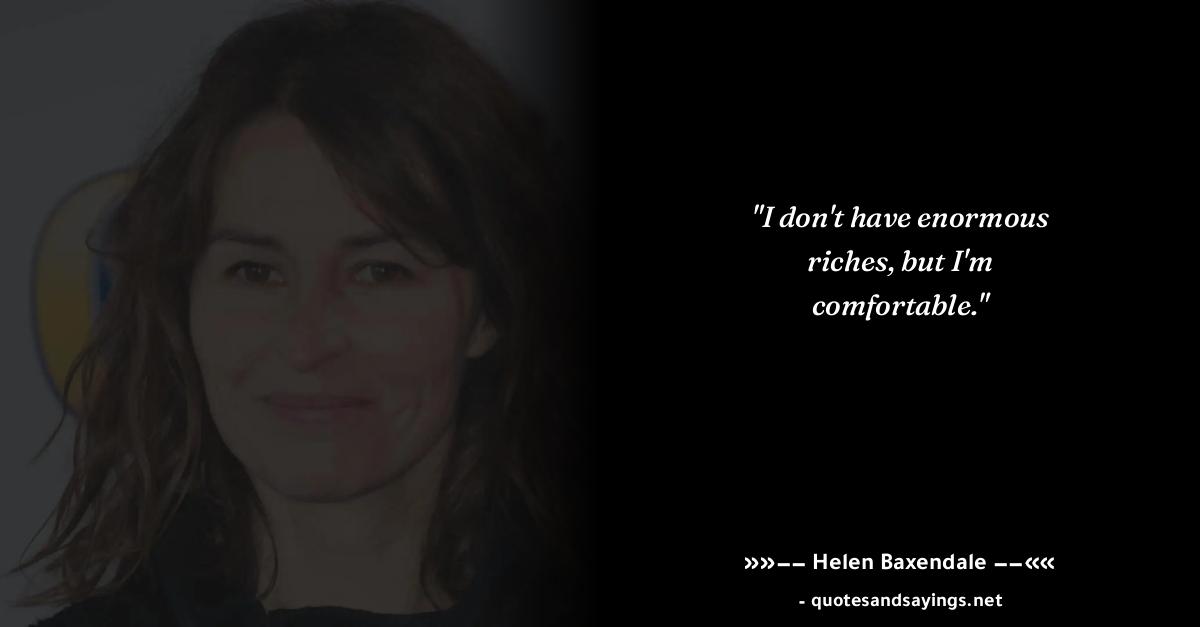 "I don't have enormous
riches, but I'm
comfortable."
»»–– Helen Baxendale ––««
- quotesandsayings.net